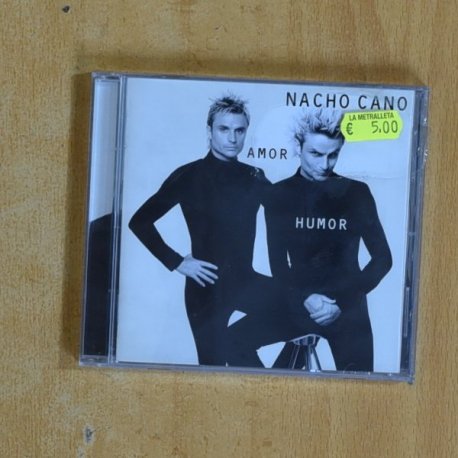 NACHO CANO
LA METRALLETA
€ 5,00
AMOR
HUMOR